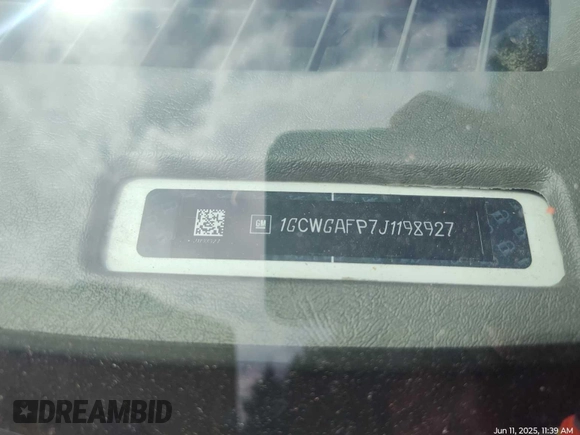 GM
1GCWGAFP7J1198927
DREAMBID
Jun 11, 2025, 11:39 AM